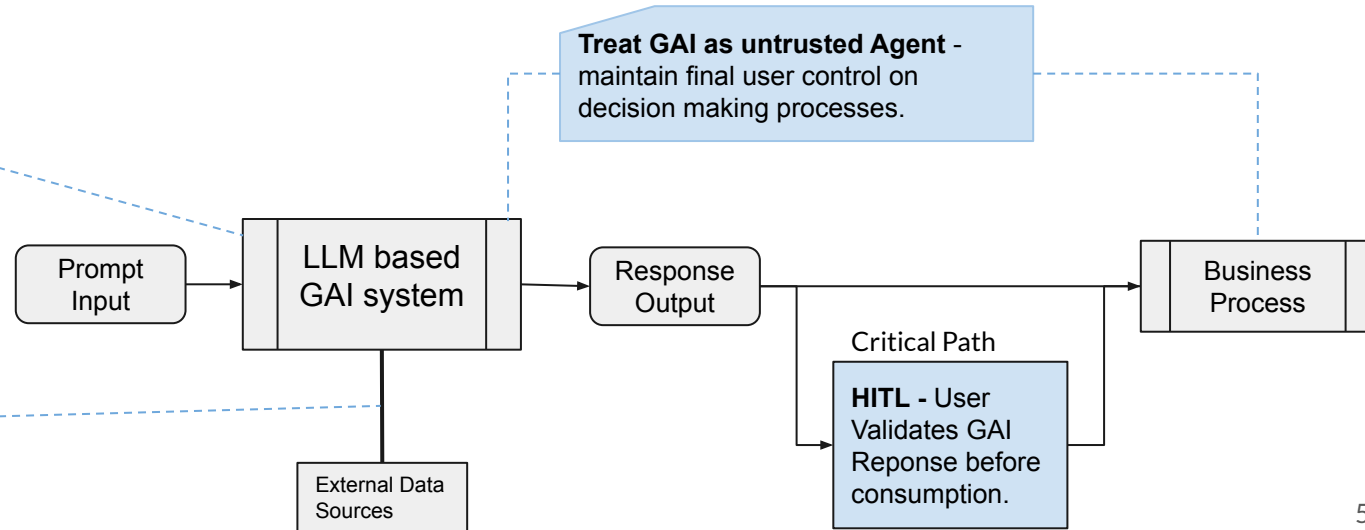 Treat GAI as untrusted Agent -
maintain final user control on
decision making processes.
Prompt
Input
LLM based
GAI system
Response
Output
Business
Process
Critical Path
HITL - User
Validates GAI
Reponse before
consumption.
External Data
Sources
5